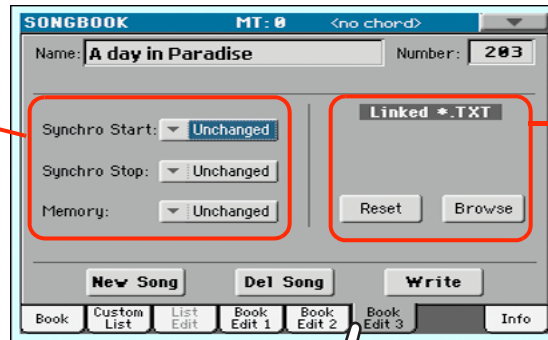 SONGBOOK MT: 0 <no chord>
Name: A day in Paradise Number: 203
Linked *.TXT
Synchro Start: Unchanged
Synchro Stop: Unchanged
Memory: Unchanged
Reset Browse
New Song Del Song Write
Book Custom List List Edit Book Edit 1 Book Edit 2 Book Edit 3 Info